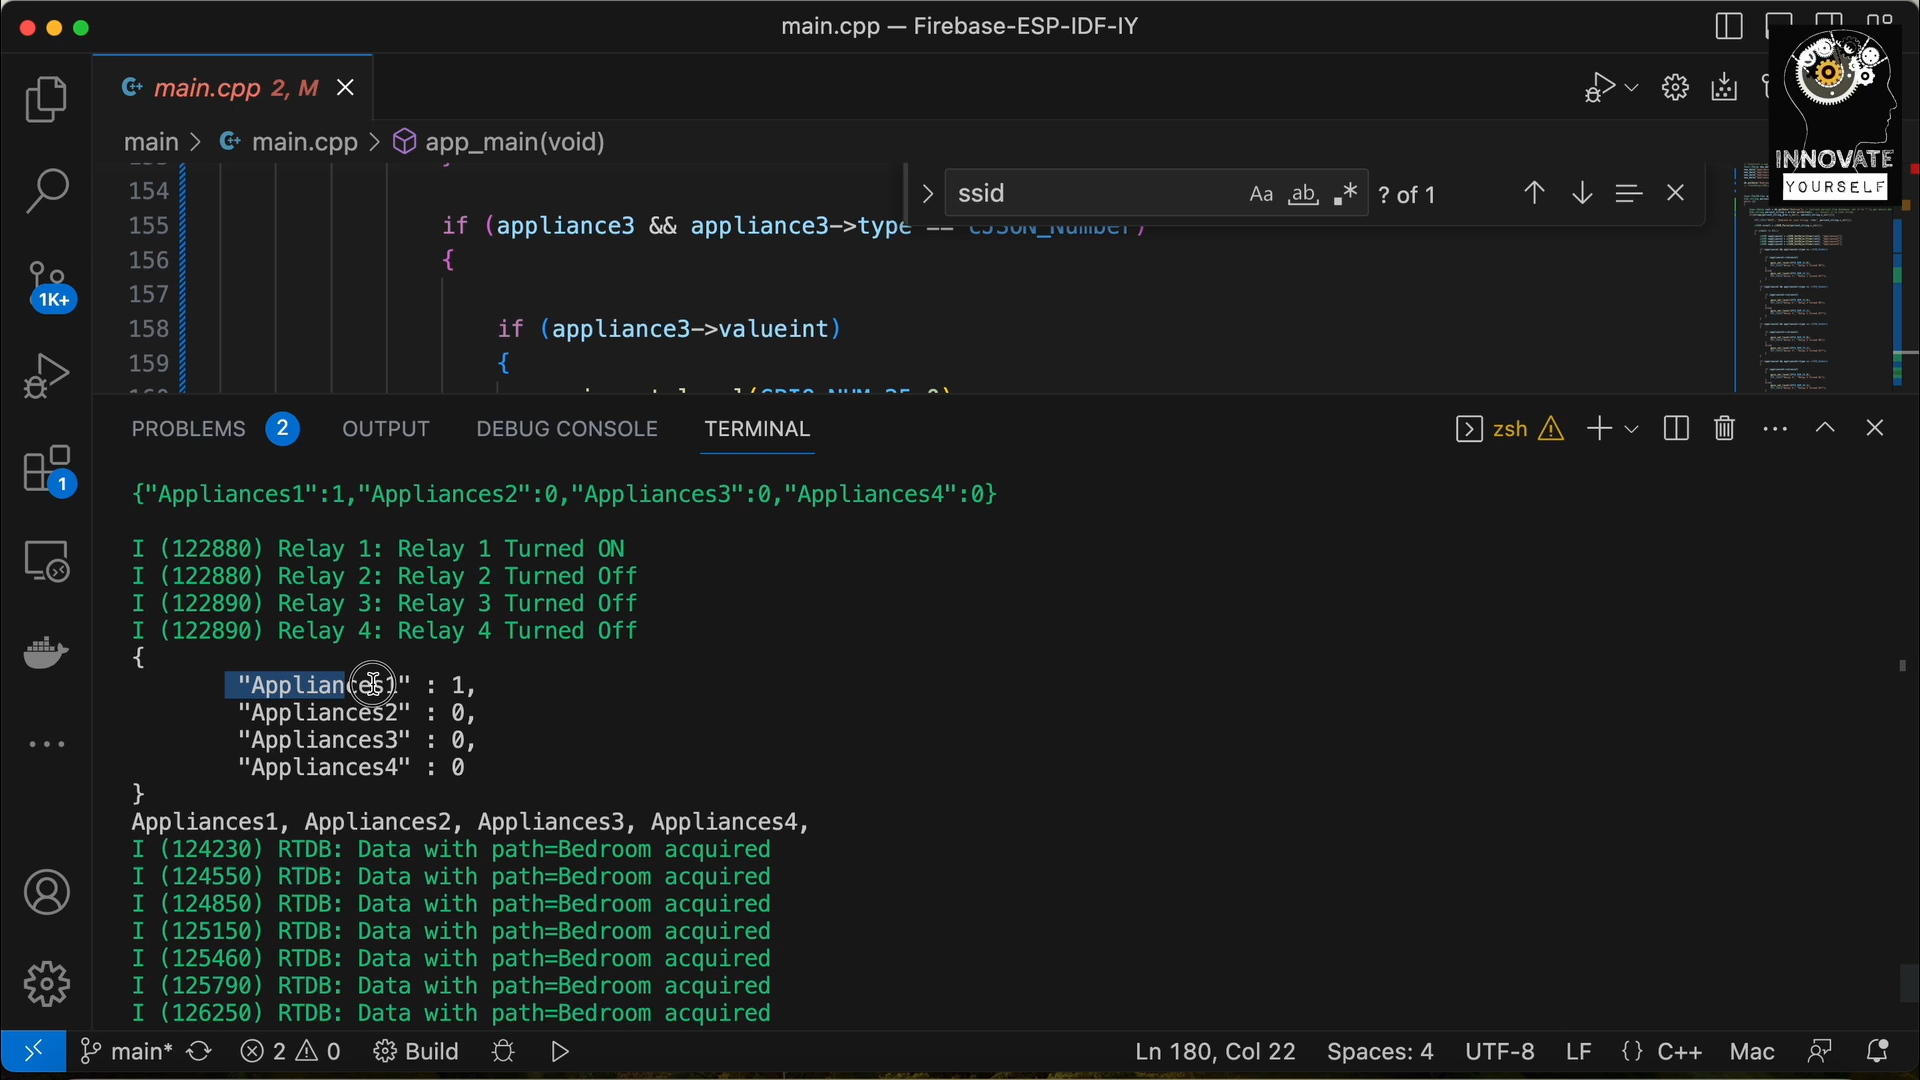 main.cpp — Firebase-ESP-IDF-IY
main.cpp 2, M
main > main.cpp > app_main(void)
INNOVATE
YOURSELF
ssid
Aa ab .* ? of 1
154
155 if (appliance3 && appliance3->type == cJSON_Number)
156 {
157
158 if (appliance3->valueint)
159 {
PROBLEMS 2 OUTPUT DEBUG CONSOLE TERMINAL zsh
1K+
1
{"Appliances1":1,"Appliances2":0,"Appliances3":0,"Appliances4":0}
I (122880) Relay 1: Relay 1 Turned ON
I (122880) Relay 2: Relay 2 Turned Off
I (122890) Relay 3: Relay 3 Turned Off
I (122890) Relay 4: Relay 4 Turned Off
{
"Appliances1" : 1,
"Appliances2" : 0,
"Appliances3" : 0,
"Appliances4" : 0
}
Appliances1, Appliances2, Appliances3, Appliances4,
I (124230) RTDB: Data with path=Bedroom acquired
I (124550) RTDB: Data with path=Bedroom acquired
I (124850) RTDB: Data with path=Bedroom acquired
I (125150) RTDB: Data with path=Bedroom acquired
I (125460) RTDB: Data with path=Bedroom acquired
I (125790) RTDB: Data with path=Bedroom acquired
I (126250) RTDB: Data with path=Bedroom acquired
main* 2 0 Build Ln 180, Col 22 Spaces: 4 UTF-8 LF {} C++ Mac